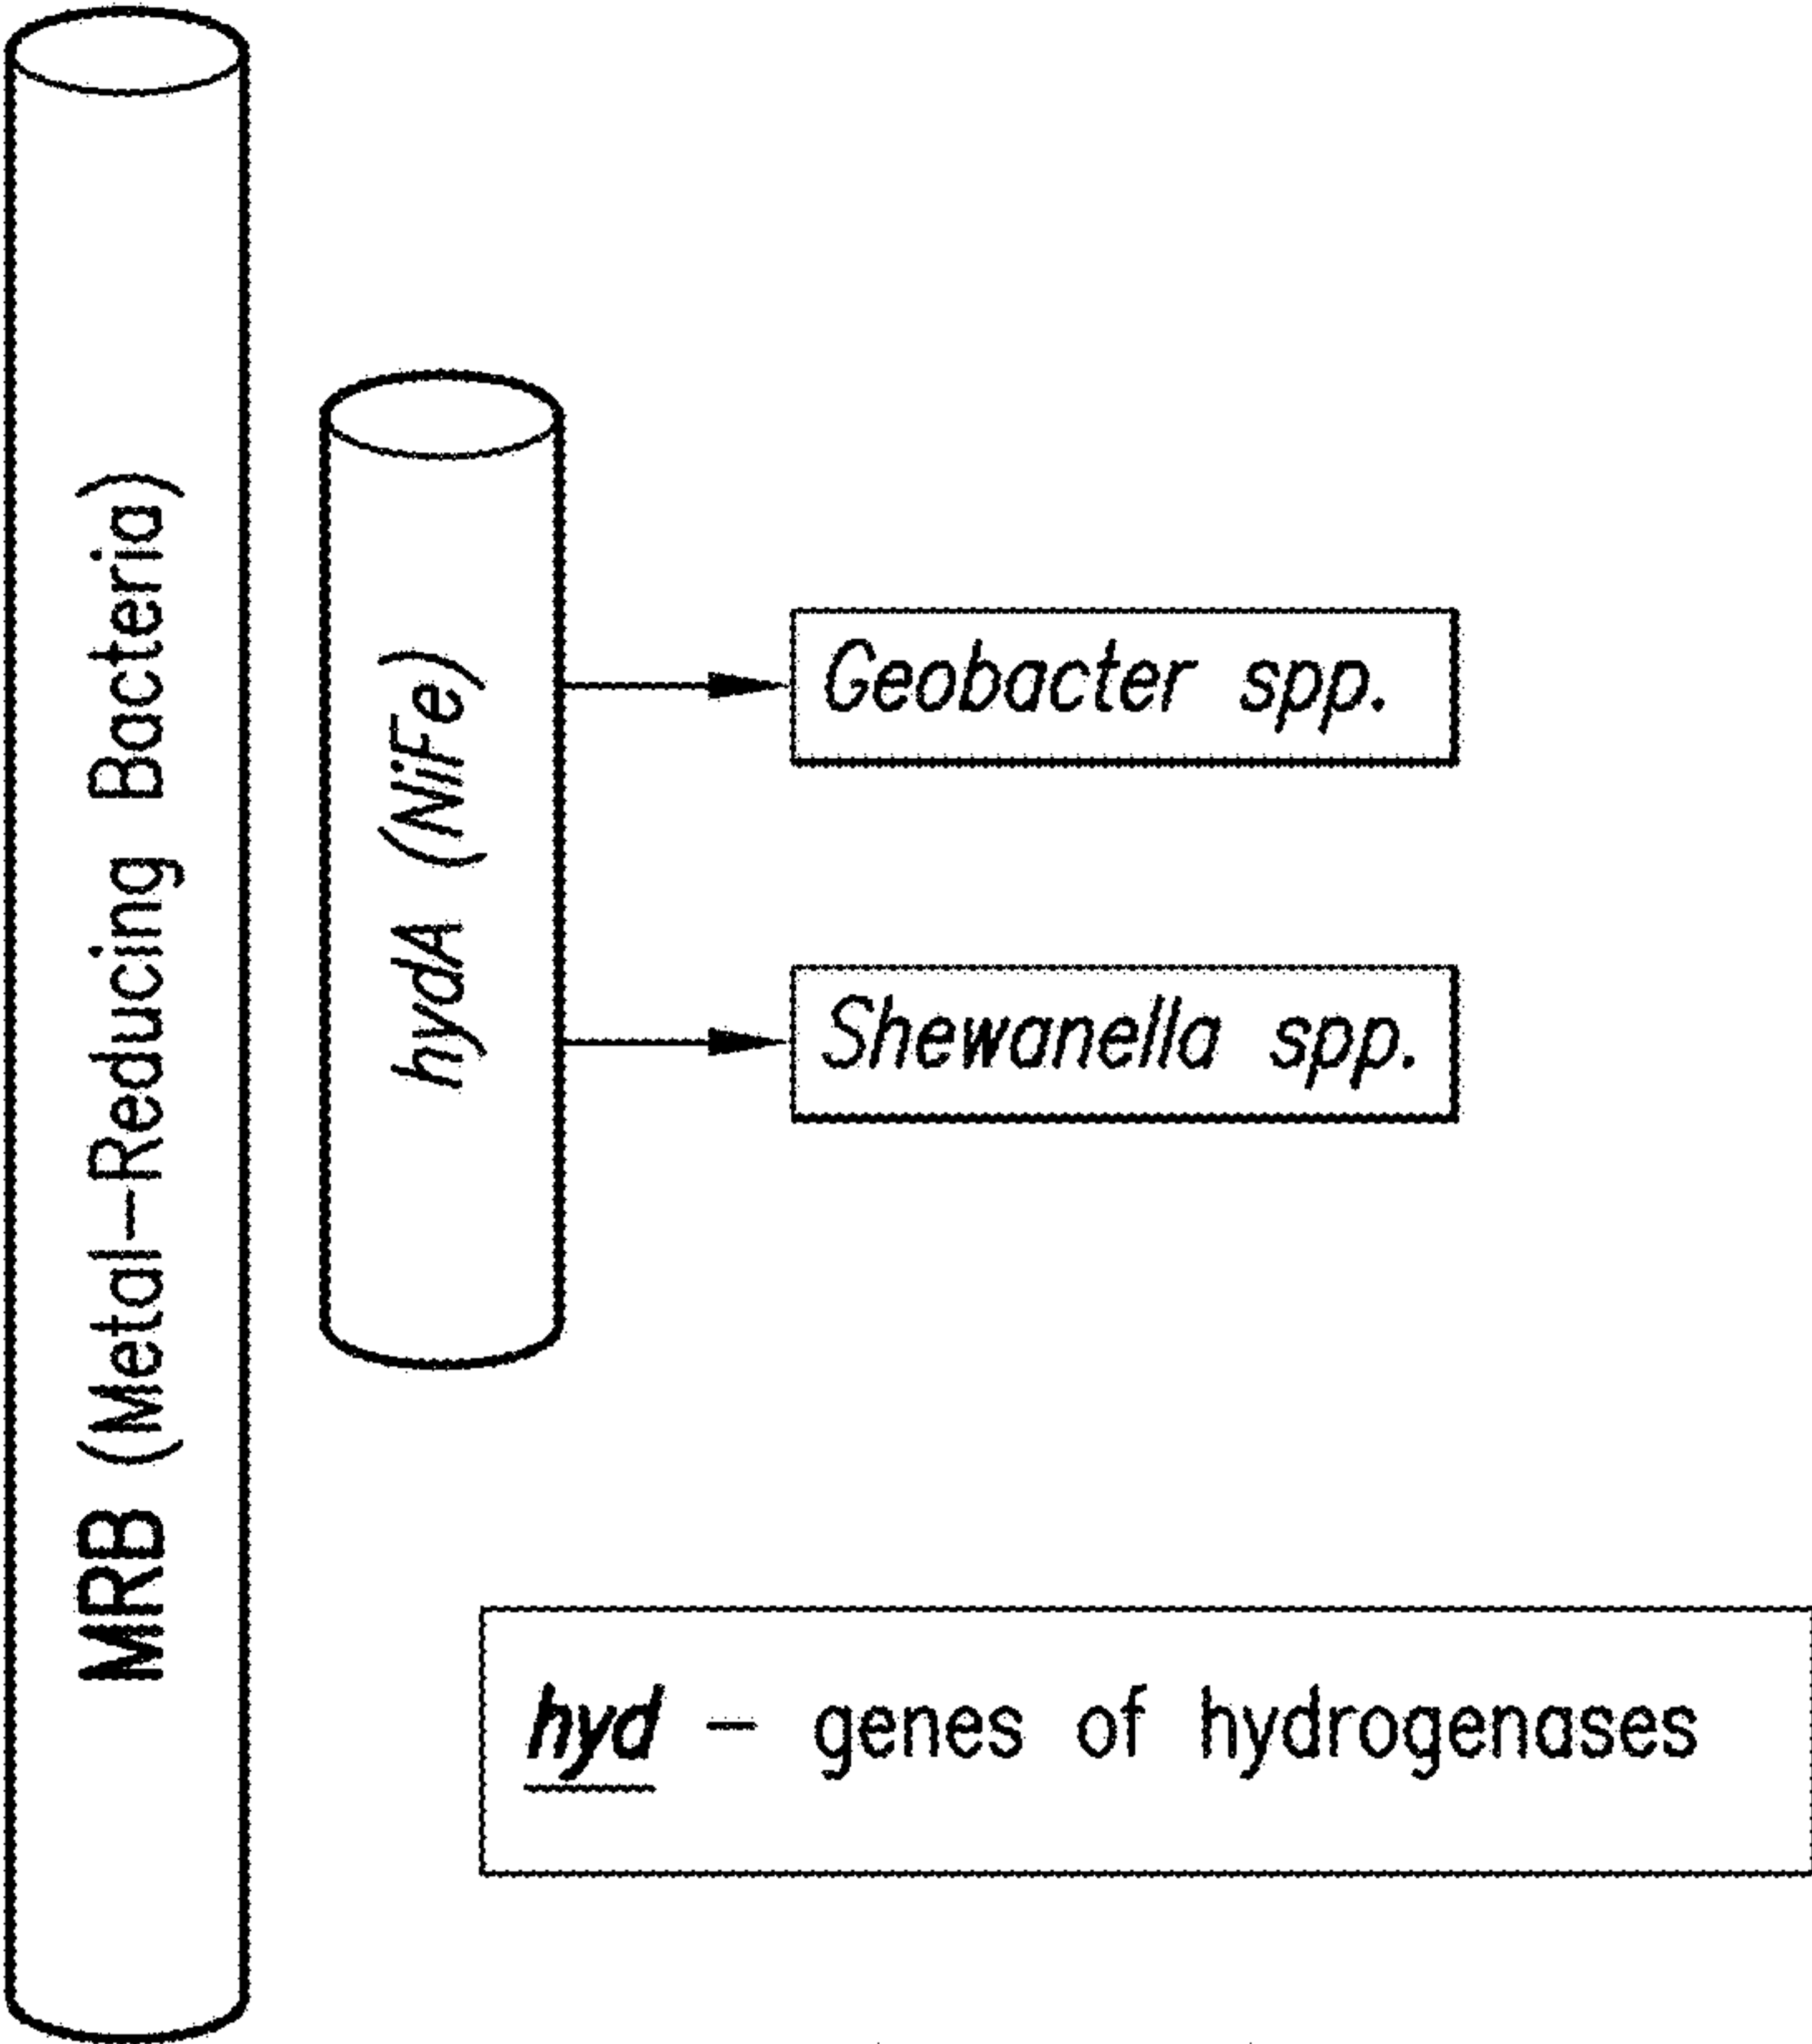 MRB (Metal-Reducing Bacteria)
hydA (NiFe)
Geobacter spp.
Shewanella spp.
hyd - genes of hydrogenases